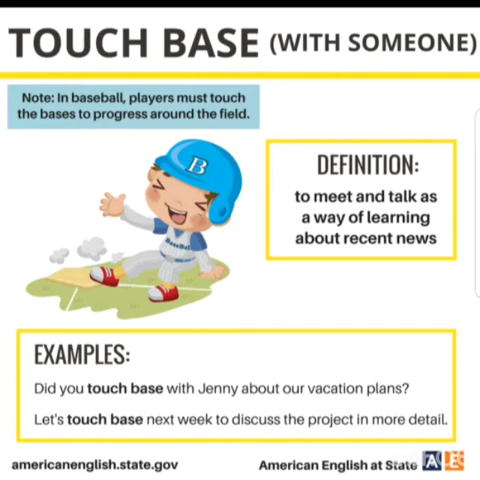 TOUCH BASE (WITH SOMEONE)
Note: In baseball, players must touch
the bases to progress around the field.
B
BaseBall
DEFINITION:
to meet and talk as
a way of learning
about recent news
EXAMPLES:
Did you touch base with Jenny about our vacation plans?
Let's touch base next week to discuss the project in more detail.
americanenglish.state.gov
American English at State
A E